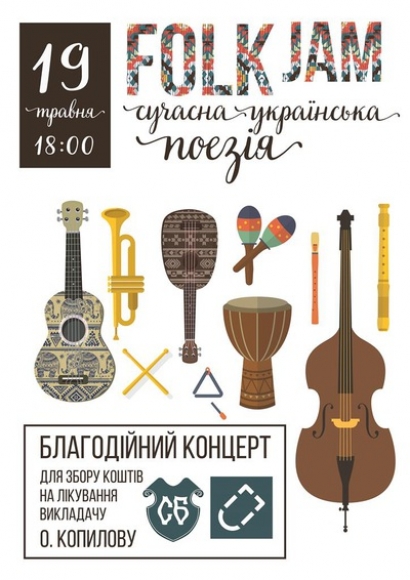 19
травня
18:00
FOLK JAM
сучасна українська
поезія
БЛАГОДІЙНИЙ КОНЦЕРТ
ДЛЯ ЗБОРУ КОШТІВ
НА ЛІКУВАННЯ
ВИКЛАДАЧУ
О. КОПИЛОВУ
СБ